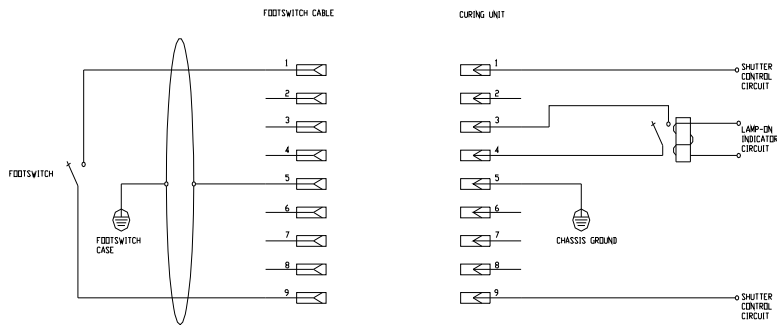 FOOTSWITCH CABLE
CURING UNIT
1
2
3
4
5
6
7
8
9
FOOTSWITCH
FOOTSWITCH
CASE
1
2
3
4
5
6
7
8
9
SHUTTER
CONTROL
CIRCUIT
LAMP-ON
INDICATOR
CIRCUIT
CHASSIS GROUND
SHUTTER
CONTROL
CIRCUIT